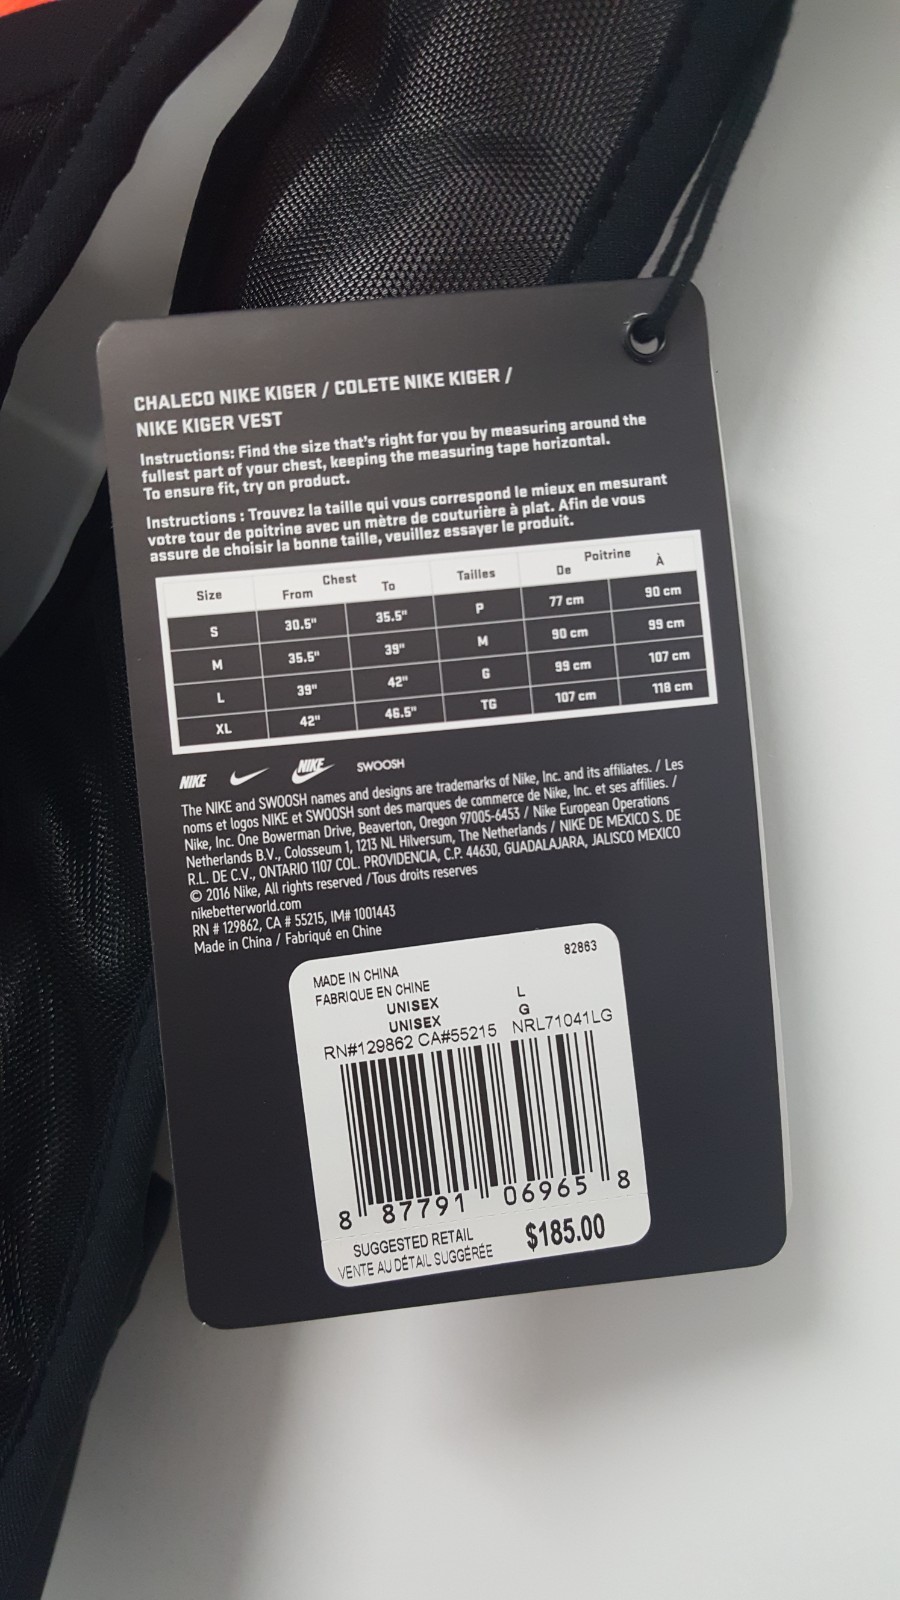 CHALECO NIKE KIGER / COLETE NIKE KIGER /
NIKE KIGER VEST
Instructions: Find the size that's right for you by measuring around the
fullest part of your chest, keeping the measuring tape horizontal.
To ensure fit, try on product.
Instructions : Trouvez la taille qui vous correspond le mieux en mesurant
votre tour de poitrine avec un mètre de couturière à plat. Afin de vous
assure de choisir la bonne taille, veuillez essayer le produit.
Size Chest From To Tailles Poitrine De À
S 30.5" 35.5" P 77 cm 90 cm
M 35.5" 39" M 90 cm 99 cm
L 39" 42" G 99 cm 107 cm
XL 42" 46.5" TG 107 cm 118 cm
NIKE NIKE SWOOSH
The NIKE and SWOOSH names and designs are trademarks of Nike, Inc. and its affiliates. / Les
noms et logos NIKE et SWOOSH sont des marques de commerce de Nike, Inc. et ses affilies. /
Nike, Inc. One Bowerman Drive, Beaverton, Oregon 97005-6453 / Nike European Operations
Netherlands B.V., Colosseum 1, 1213 NL Hilversum, The Netherlands / NIKE DE MEXICO S. DE
R.L. DE C.V., ONTARIO 1107 COL. PROVIDENCIA, C.P. 44630, GUADALAJARA, JALISCO MEXICO
© 2016 Nike, All rights reserved /Tous droits reserves
nikebetterworld.com
RN # 129862, CA # 55215, IM# 1001443
Made in China / Fabriqué en Chine
82863
MADE IN CHINA
FABRIQUE EN CHINE
UNISEX L
UNISEX G
RN#129862 CA#55215 NRL71041LG
8 87791 06965 8
SUGGESTED RETAIL
VENTE AU DÉTAIL SUGGÉRÉE
$185.00